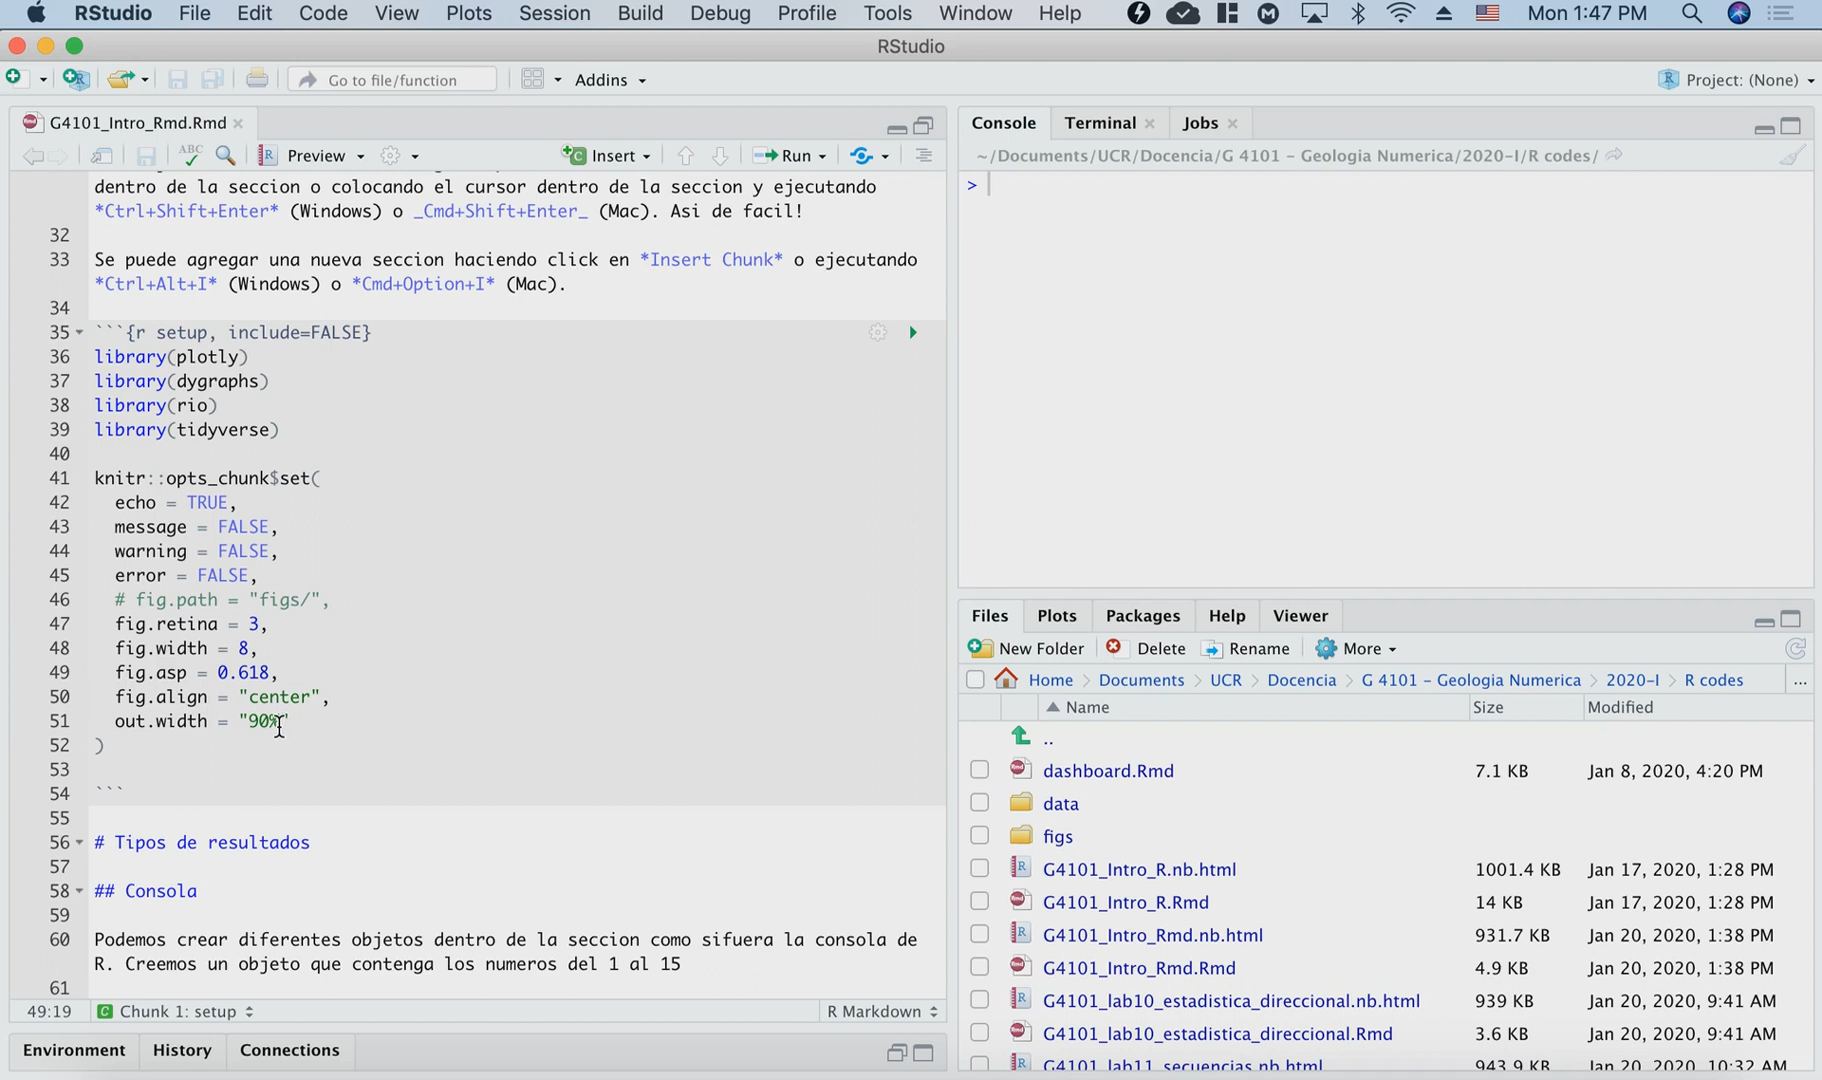 RStudio File Edit Code View Plots Session Build Debug Profile Tools Window Help Mon 1:47 PM
RStudio
Go to file/function Addins Project: (None)
G4101_Intro_Rmd.Rmd
ABC Preview Insert Run
dentro de la seccion o colocando el cursor dentro de la seccion y ejecutando
*Ctrl+Shift+Enter* (Windows) o _Cmd+Shift+Enter_ (Mac). Asi de facil!
32
33 Se puede agregar una nueva seccion haciendo click en *Insert Chunk* o ejecutando
*Ctrl+Alt+I* (Windows) o *Cmd+Option+I* (Mac).
34
35 ```{r setup, include=FALSE}
36 library(plotly)
37 library(dygraphs)
38 library(rio)
39 library(tidyverse)
40
41 knitr::opts_chunk$set(
42 echo = TRUE,
43 message = FALSE,
44 warning = FALSE,
45 error = FALSE,
46 # fig.path = "figs/",
47 fig.retina = 3,
48 fig.width = 8,
49 fig.asp = 0.618,
50 fig.align = "center",
51 out.width = "90%"
52 )
53
54 ```
55
56 # Tipos de resultados
57
58 ## Consola
59
60 Podemos crear diferentes objetos dentro de la seccion como sifuera la consola de
R. Creemos un objeto que contenga los numeros del 1 al 15
61
49:19 Chunk 1: setup R Markdown
Environment History Connections
Console Terminal Jobs
~/Documents/UCR/Docencia/G 4101 - Geologia Numerica/2020-I/R codes/
>
Files Plots Packages Help Viewer
New Folder Delete Rename More
Home Documents UCR Docencia G 4101 - Geologia Numerica 2020-I R codes ...
Name Size Modified
..
dashboard.Rmd 7.1 KB Jan 8, 2020, 4:20 PM
data
figs
G4101_Intro_R.nb.html 1001.4 KB Jan 17, 2020, 1:28 PM
G4101_Intro_R.Rmd 14 KB Jan 17, 2020, 1:28 PM
G4101_Intro_Rmd.nb.html 931.7 KB Jan 20, 2020, 1:38 PM
G4101_Intro_Rmd.Rmd 4.9 KB Jan 20, 2020, 1:38 PM
G4101_lab10_estadistica_direccional.nb.html 939 KB Jan 20, 2020, 9:41 AM
G4101_lab10_estadistica_direccional.Rmd 3.6 KB Jan 20, 2020, 9:41 AM
G4101_lab11_secuencias.nb.html 943.9 KB Jan 20, 2020, 10:32 AM